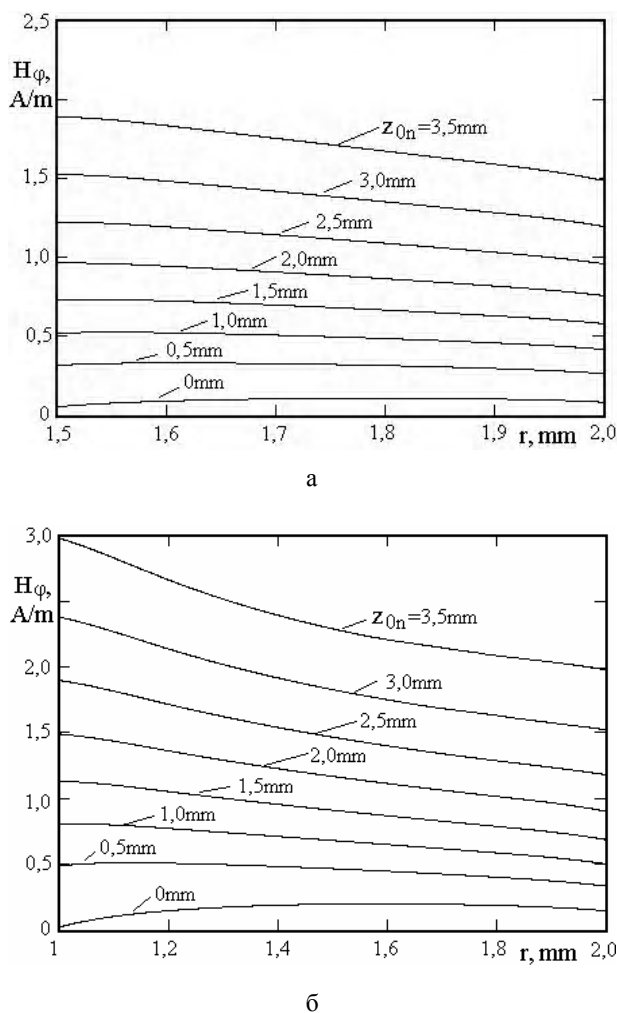 2,5
Hφ,
A/m
z0n=3,5mm
3,0mm
1,5
2,5mm
2,0mm
1,0
1,5mm
1,0mm
0,5
0,5mm
0mm
0
1,5 1,6 1,7 1,8 1,9 r, mm 2,0
а
3,0
Hφ,
A/m
z0n=3,5mm
2,0
3,0mm
2,5mm
1,5
2,0mm
1,5mm
1,0
1,0mm
0,5mm
0,5
0mm
0
1 1,2 1,4 1,6 1,8 r, mm 2,0
б